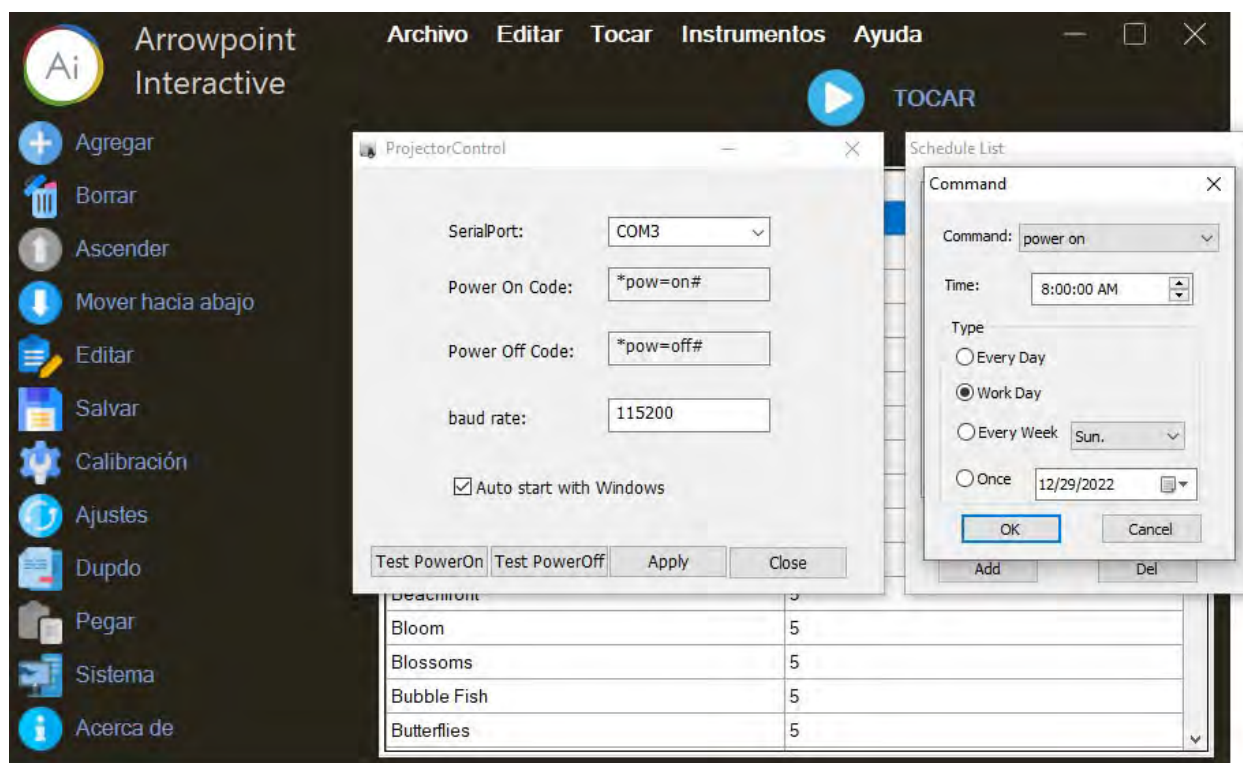 Ai
Arrowpoint
Interactive
Archivo Editar Tocar Instrumentos Ayuda
TOCAR
Agregar
Borrar
Ascender
Mover hacia abajo
Editar
Salvar
Calibración
Ajustes
Dupdo
Pegar
Sistema
Acerca de
ProjectorControl
SerialPort: COM3
Power On Code: *pow=on#
Power Off Code: *pow=off#
baud rate: 115200
Auto start with Windows
Test PowerOn Test PowerOff Apply Close
Schedule List
Command
Command: power on
Time: 8:00:00 AM
Type
Every Day
Work Day
Every Week Sun.
Once 12/29/2022
OK Cancel
Add Del
Beachfront 5
Bloom 5
Blossoms 5
Bubble Fish 5
Butterflies 5